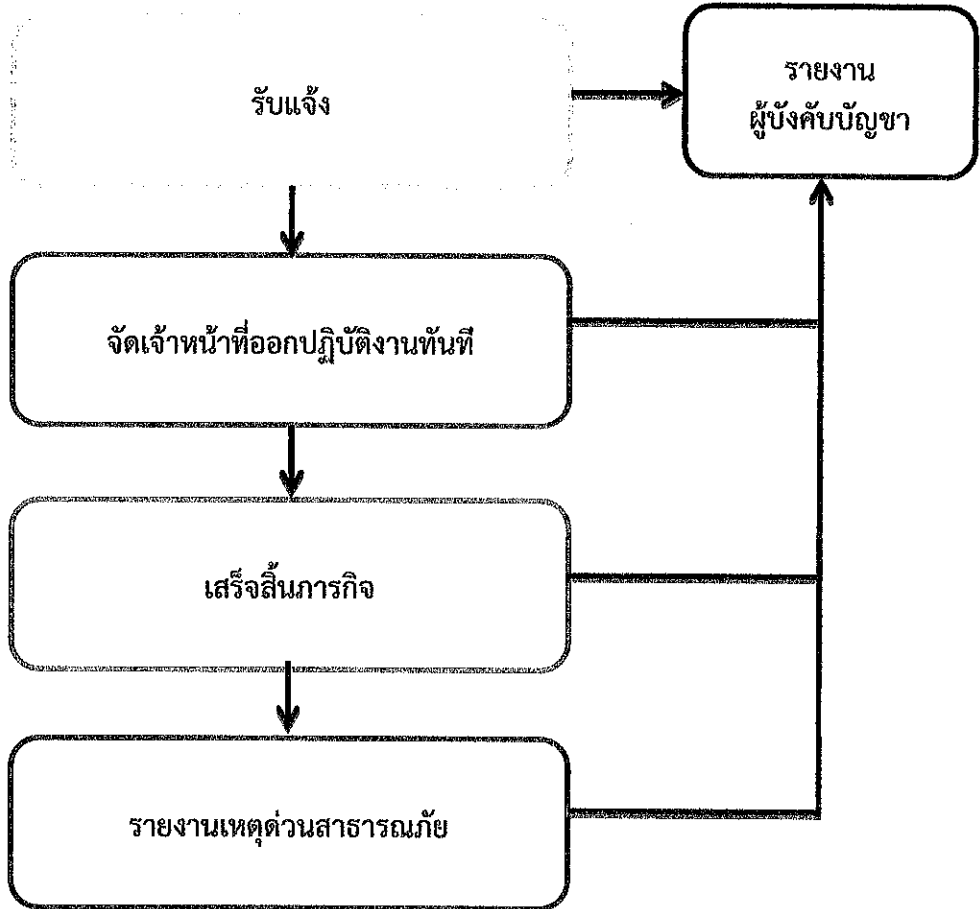 รับแจ้ง
รายงาน
ผู้บังคับบัญชา
จัดเจ้าหน้าที่ออกปฏิบัติงานทันที
เสร็จสิ้นภารกิจ
รายงานเหตุด่วนสาธารณภัย